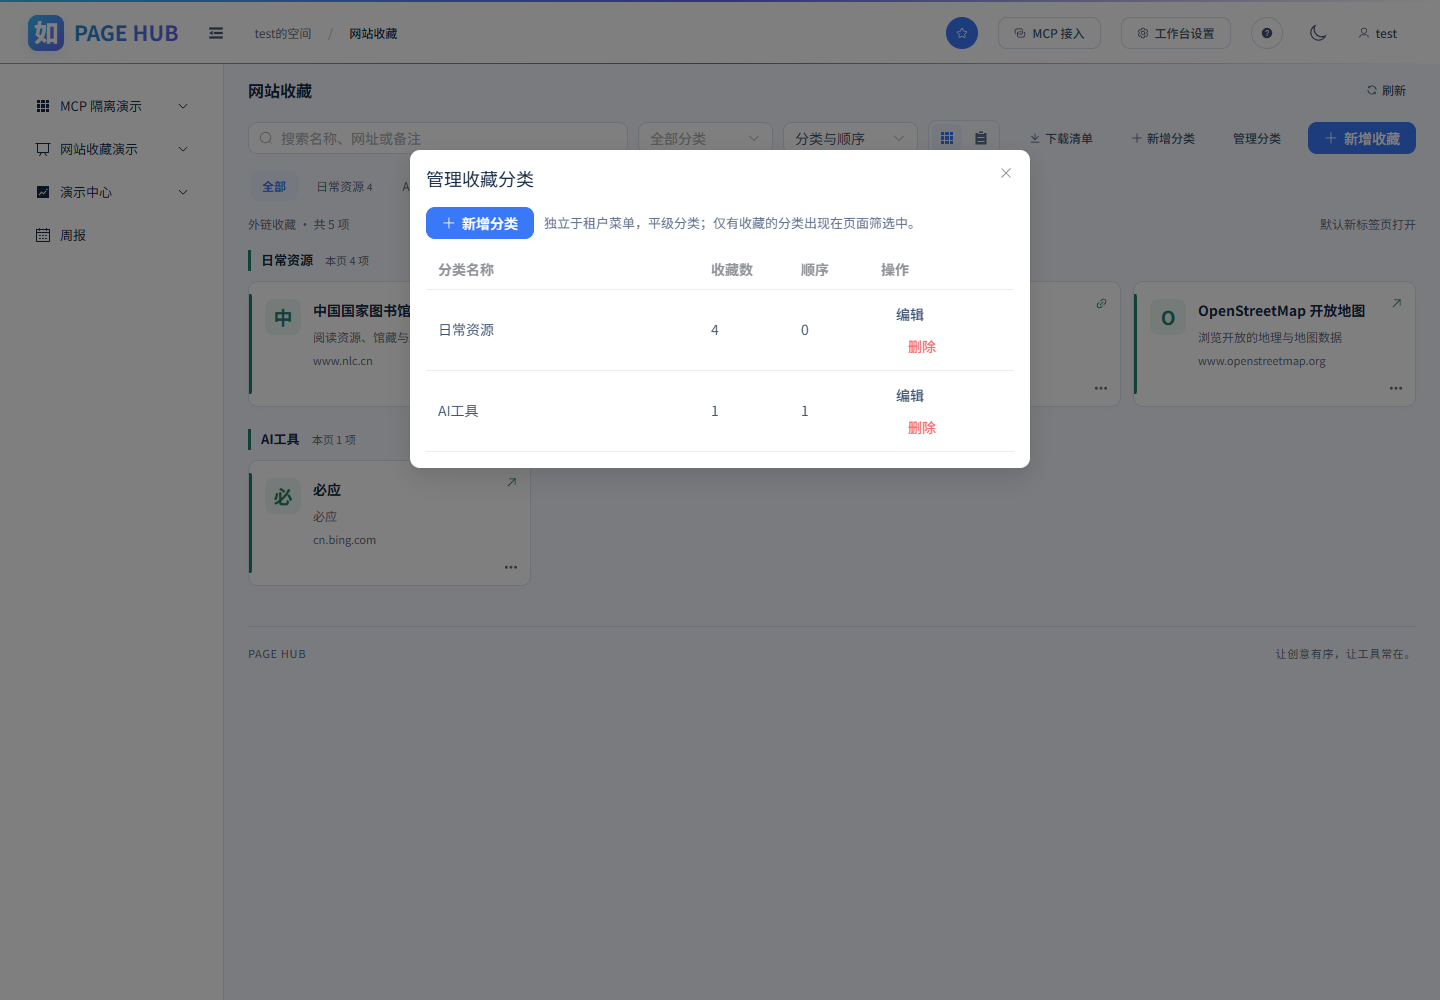 如 PAGE HUB test的空间 / 网站收藏 MCP 接入 工作台设置 test
MCP 隔离演示
网站收藏演示
演示中心
周报
网站收藏 刷新
搜索名称、网址或备注 全部分类 分类与顺序 下载清单 新增分类 管理分类 新增收藏
全部 日常资源 4
外链收藏 · 共 5 项 默认新标签页打开
日常资源 本页 4 项
中 中国国家图书馆
阅读资源、馆藏与
www.nlc.cn
O OpenStreetMap 开放地图
浏览开放的地理与地图数据
www.openstreetmap.org
AI工具 本页 1 项
必 必应
必应
cn.bing.com
PAGE HUB 让创意有序，让工具常在。
管理收藏分类
新增分类 独立于租户菜单，平级分类；仅有收藏的分类出现在页面筛选中。
分类名称 收藏数 顺序 操作
日常资源 4 0 编辑
删除
AI工具 1 1 编辑
删除